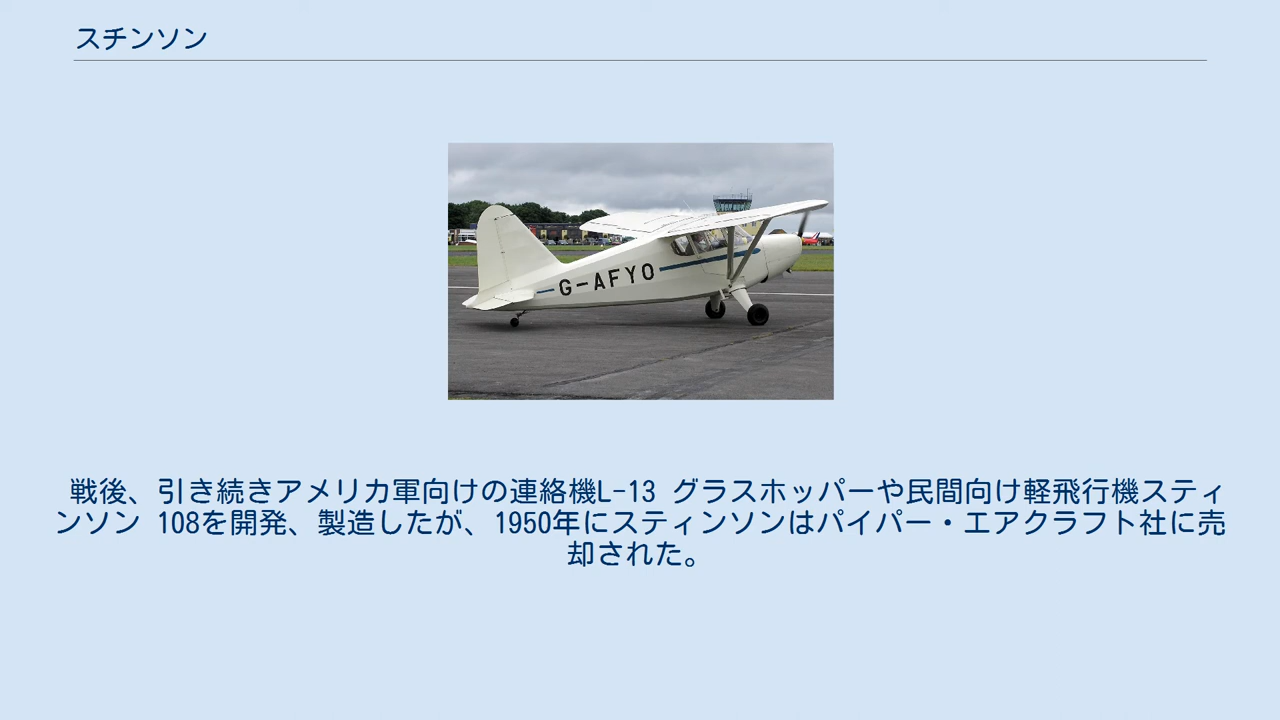 スチンソン
G-AFYO
戦後、引き続きアメリカ軍向けの連絡機L-13 グラスホッパーや民間向け軽飛行機スティ
ンソン 108を開発、製造したが、1950年にスティンソンはパイパー・エアクラフト社に売
却された。